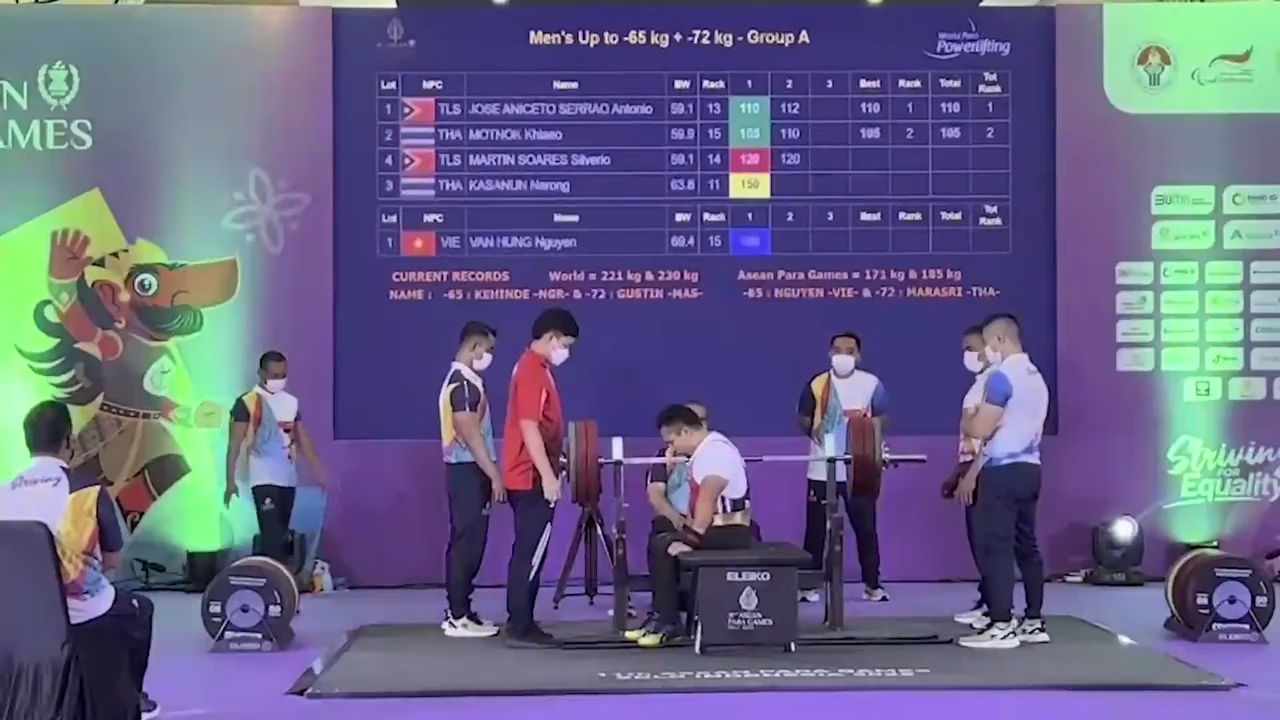 Men's Up to -65 kg + -72 kg - Group A
World Para
Powerlifting
Lot NPC Name BW Rack 1 2 3 Best Rank Total Tot Rank
1 TLS JOSE ANICETO SERRAO Antonio 59.1 13 110 112 110 1 110 1
2 THA MOTNOK Khlaeo 59.9 15 105 110 105 2 105 2
4 TLS MARTIN SOARES Silverio 59.1 14 120 120
3 THA KASANUN Narong 63.8 11 150
Lot NPC Name BW Rack 1 2 3 Best Rank Total Tot Rank
1 VIE VAN HUNG Nguyen 69.4 15
CURRENT RECORDS World = 221 kg & 230 kg Asean Para Games = 171 kg & 185 kg
NAME : -65 : KEHINDE -NGR- & -72 : GUSTIN -MAS- -65 : NGUYEN -VIE- & -72 : MARASRI -THA-
N
AMES
Striving
FOR
Equality
Striving
ELEIKO
ASEAN
PARA GAMES
ELEIKO
PARA GAMES